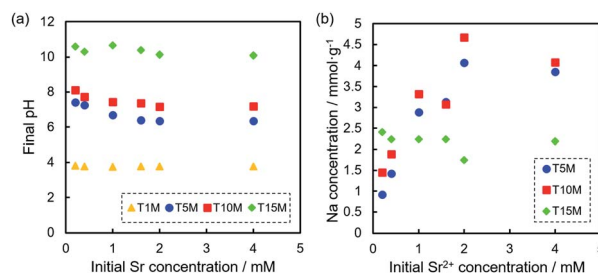 (a)
14
12
10
8
6
4
2
0
Final pH
T1M T5M T10M T15M
0 1 2 3 4 5
Initial Sr concentration / mM
(b)
5
4.5
4
3.5
3
2.5
2
1.5
1
0.5
0
Na concentration / mmol·g⁻¹
T5M
T10M
T15M
0 1 2 3 4 5
Initial Sr²⁺ concentration / mM